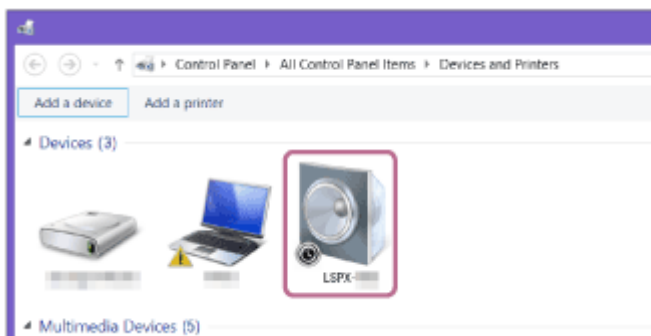 Control Panel All Control Panel Items Devices and Printers
Add a device Add a printer
Devices (3)
LSPX-
Multimedia Devices (5)